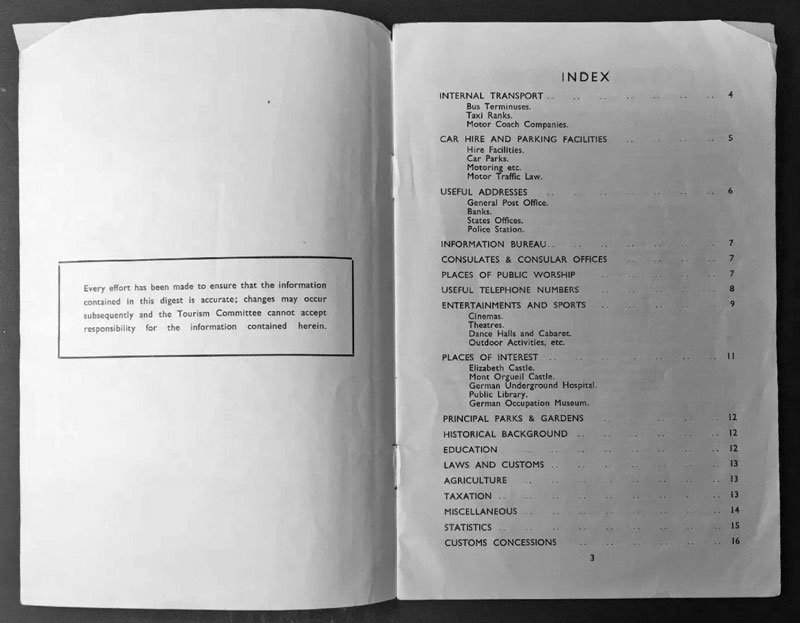 Every effort has been made to ensure that the information
contained in this digest is accurate; changes may occur
subsequently and the Tourism Committee cannot accept
responsibility for the information contained herein.
INDEX
INTERNAL TRANSPORT .. .. .. .. .. .. .. 4
Bus Terminuses.
Taxi Ranks.
Motor Coach Companies.
CAR HIRE AND PARKING FACILITIES .. .. .. .. .. 5
Hire Facilities.
Car Parks.
Motoring etc.
Motor Traffic Law.
USEFUL ADDRESSES .. .. .. .. .. .. .. 6
General Post Office.
Banks.
States Offices.
Police Station.
INFORMATION BUREAU .. .. .. .. .. .. .. 7
CONSULATES & CONSULAR OFFICES .. .. .. .. .. 7
PLACES OF PUBLIC WORSHIP .. .. .. .. .. .. 7
USEFUL TELEPHONE NUMBERS .. .. .. .. .. 8
ENTERTAINMENTS AND SPORTS .. .. .. .. .. 9
Cinemas.
Theatres.
Dance Halls and Cabaret.
Outdoor Activities, etc.
PLACES OF INTEREST .. .. .. .. .. .. .. 11
Elizabeth Castle.
Mont Orgueil Castle.
German Underground Hospital.
Public Library.
German Occupation Museum.
PRINCIPAL PARKS & GARDENS .. .. .. .. .. 12
HISTORICAL BACKGROUND .. .. .. .. .. .. 12
EDUCATION .. .. .. .. .. .. .. .. 12
LAWS AND CUSTOMS .. .. .. .. .. .. .. 13
AGRICULTURE .. .. .. .. .. .. .. .. 13
TAXATION .. .. .. .. .. .. .. .. .. 13
MISCELLANEOUS .. .. .. .. .. .. .. .. 14
STATISTICS .. .. .. .. .. .. .. .. .. 15
CUSTOMS CONCESSIONS .. .. .. .. .. .. 16
3